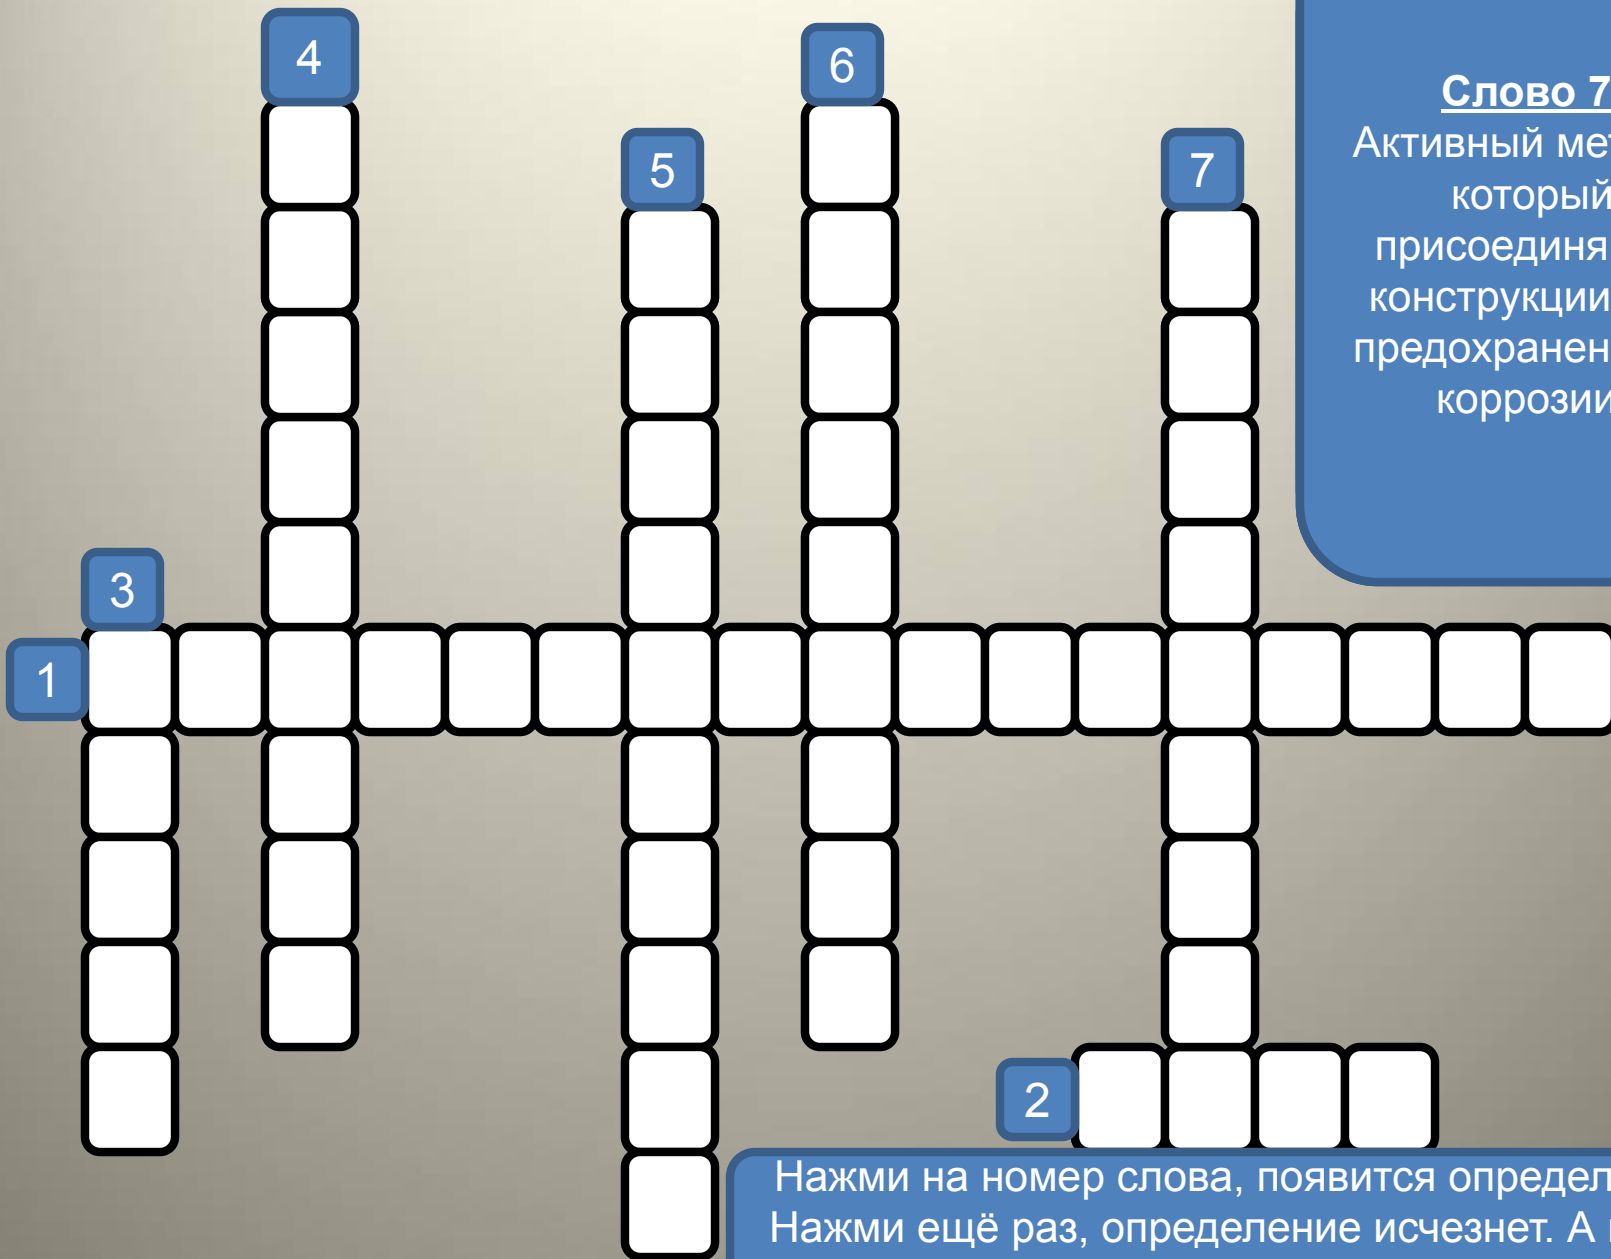 4
6
5
7
3
1
2
Слово 7
Активный мет
который
присоединя
конструкции
предохранен
коррозии
Нажми на номер слова, появится определ
Нажми ещё раз, определение исчезнет. А